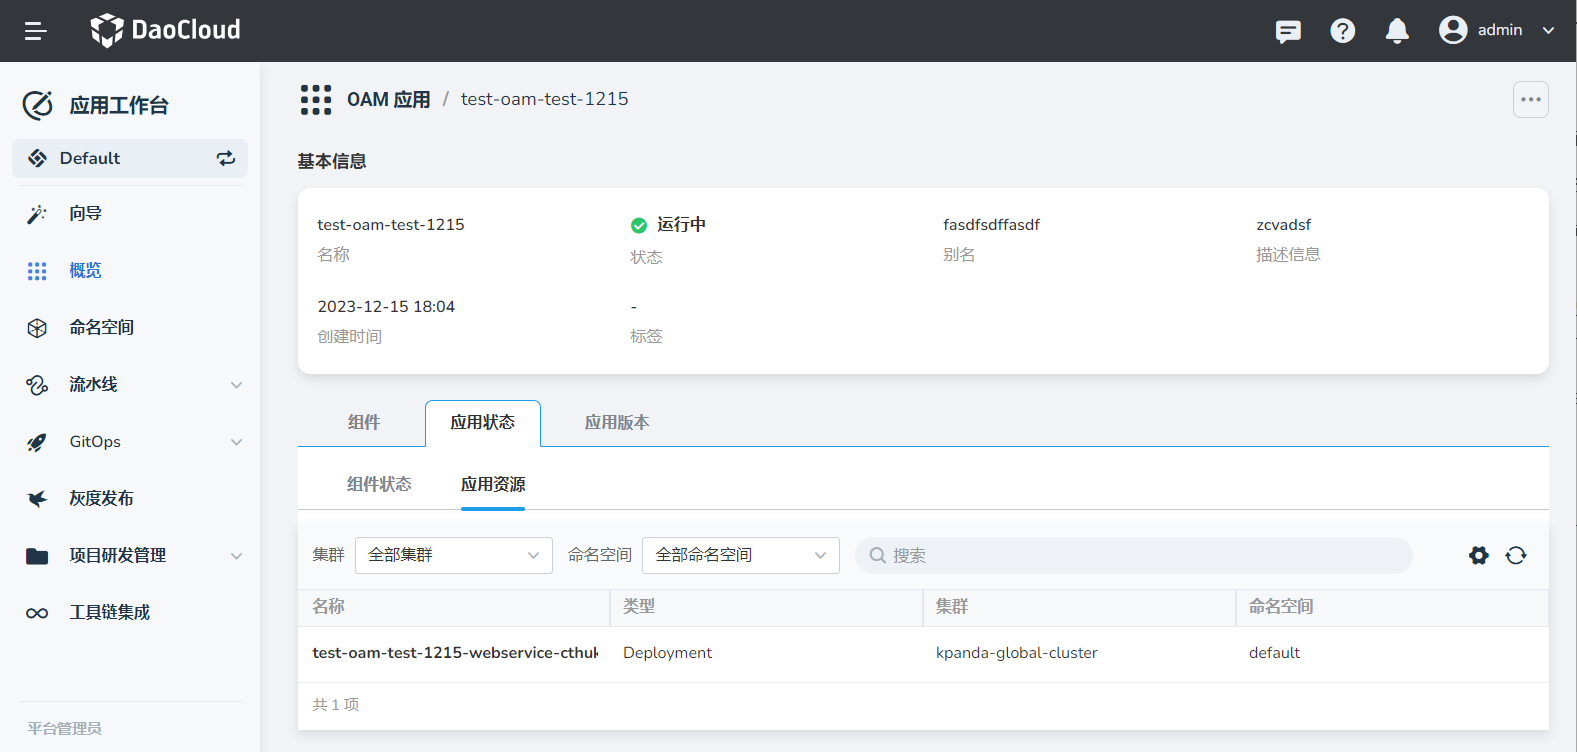 DaoCloud
admin
应用工作台
Default
向导
概览
命名空间
流水线
GitOps
灰度发布
项目研发管理
工具链集成
平台管理员
OAM 应用 / test-oam-test-1215
基本信息
test-oam-test-1215
名称
运行中
状态
fasdfsdffasdf
别名
zcvadsf
描述信息
2023-12-15 18:04
创建时间
-
标签
组件 应用状态 应用版本
组件状态 应用资源
集群 全部集群 命名空间 全部命名空间 搜索
名称 类型 集群 命名空间
test-oam-test-1215-webservice-cthuk Deployment kpanda-global-cluster default
共 1 项